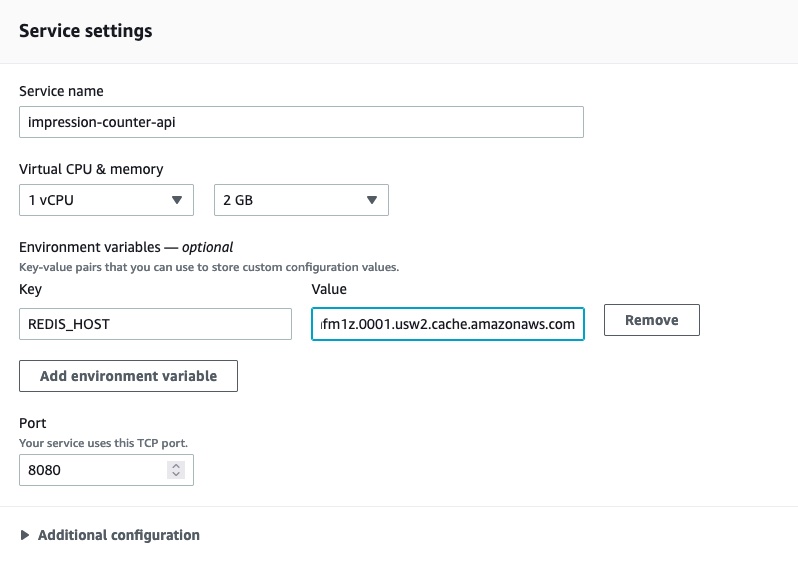 Service settings
Service name
impression-counter-api
Virtual CPU & memory
1 vCPU 2 GB
Environment variables — optional
Key-value pairs that you can use to store custom configuration values.
Key Value
REDIS_HOST fm1z.0001.usw2.cache.amazonaws.com Remove
Add environment variable
Port
Your service uses this TCP port.
8080
Additional configuration